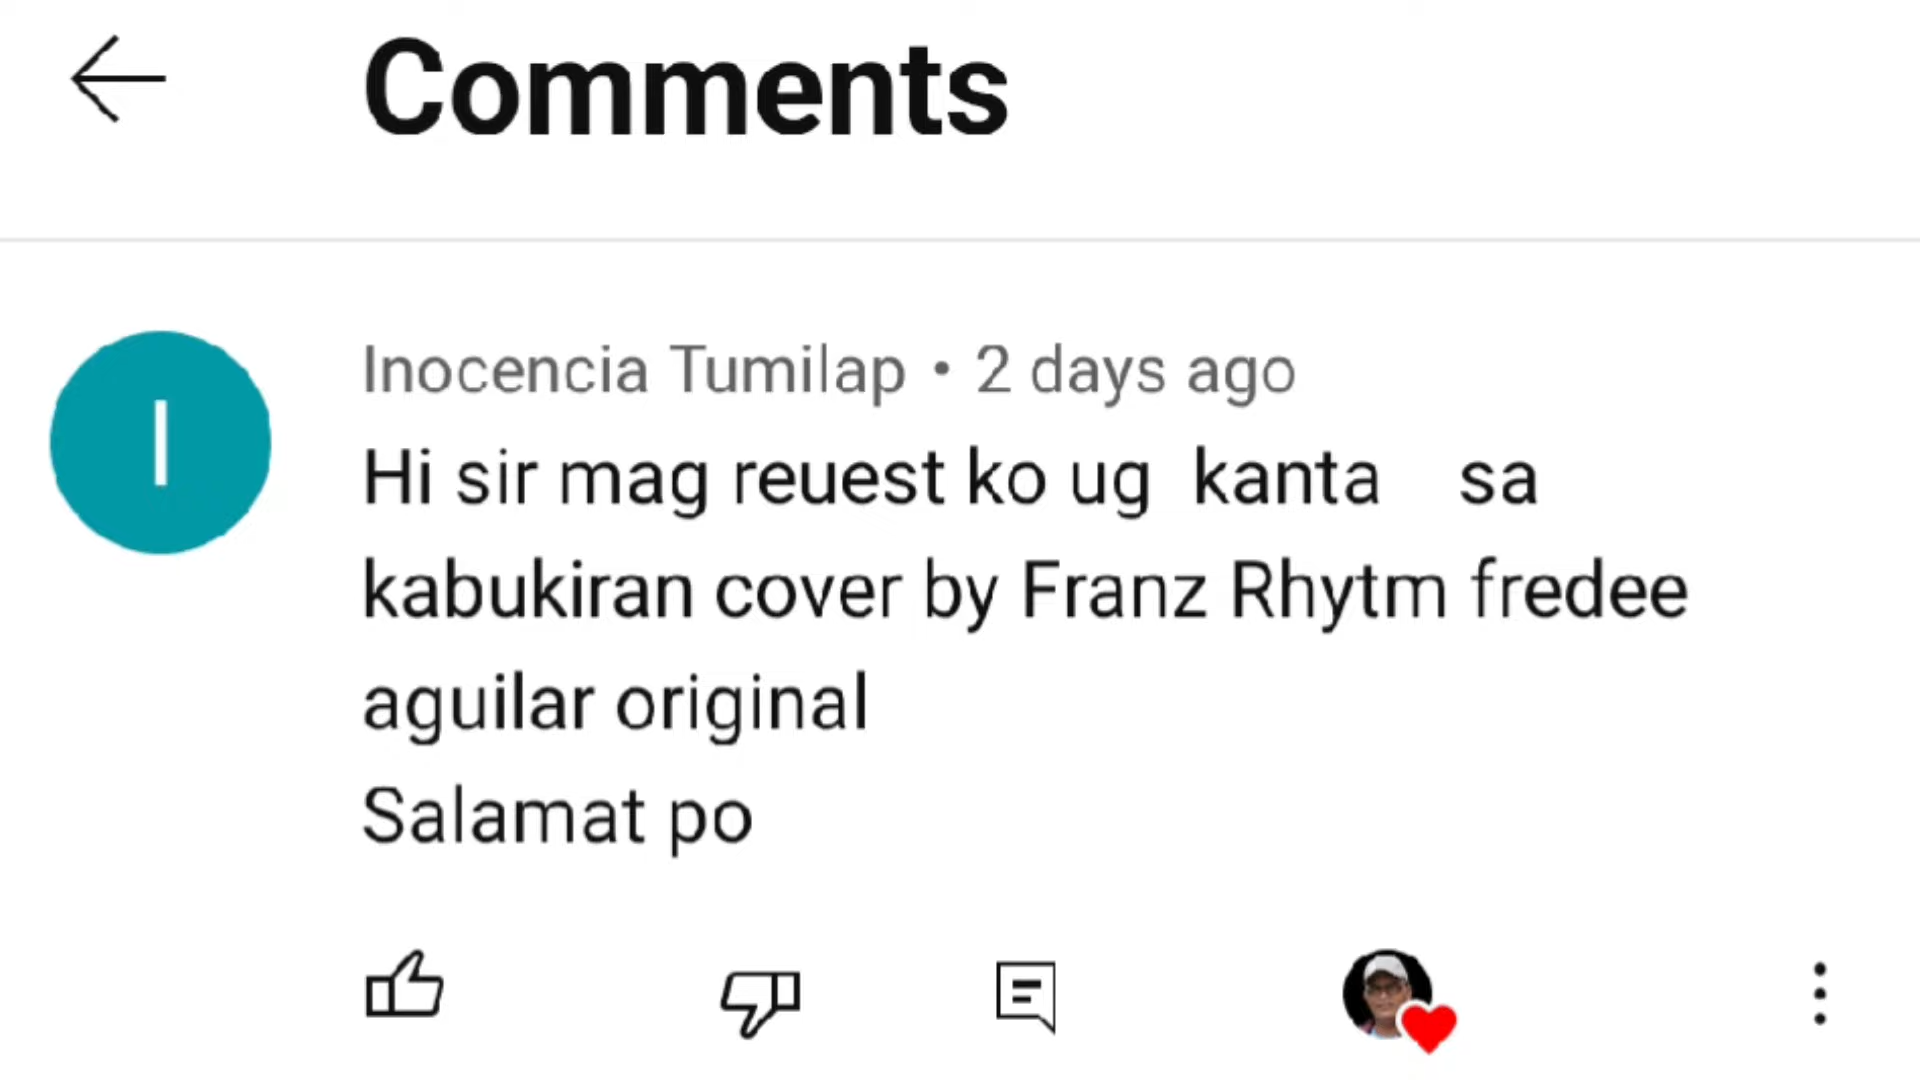 Comments
I
Inocencia Tumilap • 2 days ago
Hi sir mag reuest ko ug kanta sa
kabukiran cover by Franz Rhytm fredee
aguilar original
Salamat po